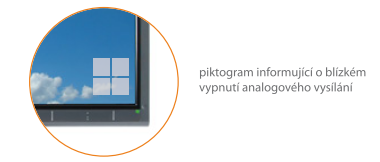 piktogram informující o blízkém
vypnutí analogového vysílání